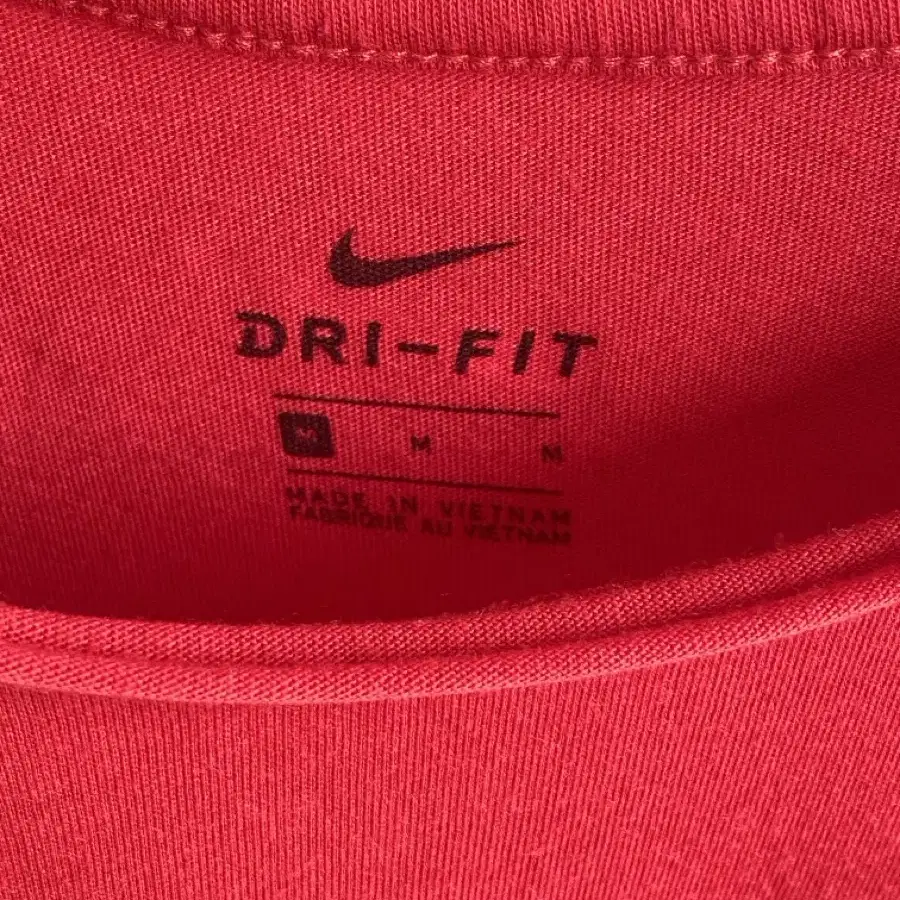 DRI-FIT
M M M
MADE IN VIETNAM
FABRIQUE AU VIETNAM